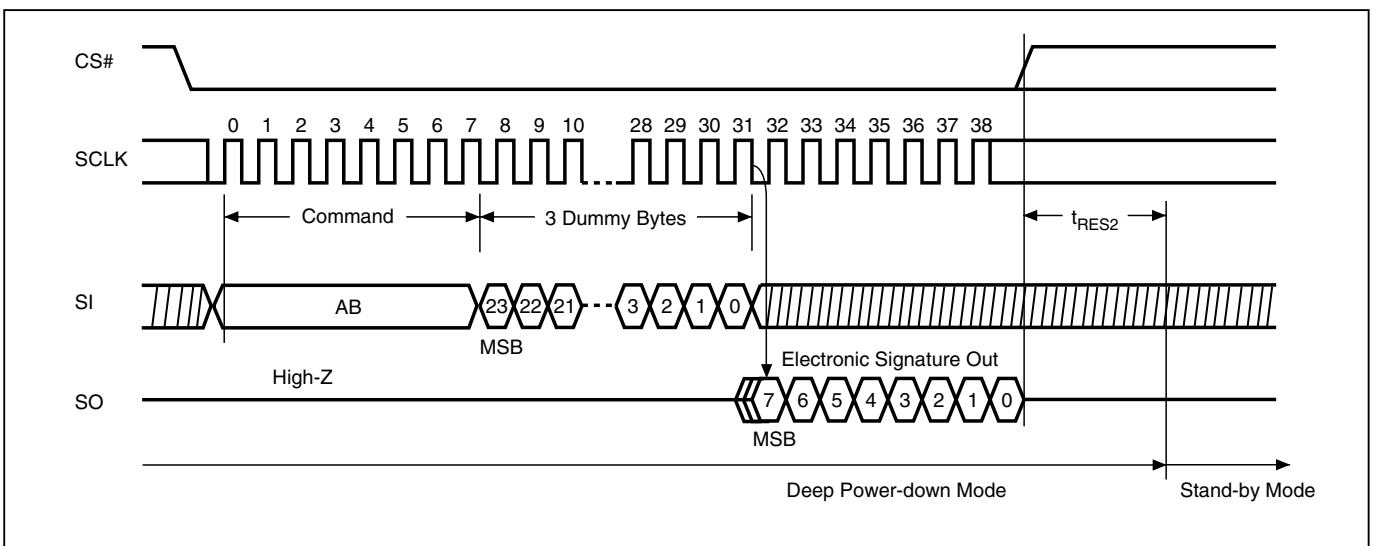 CS#
0 1 2 3 4 5 6 7 8 9 10 28 29 30 31 32 33 34 35 36 37 38
SCLK
Command
3 Dummy Bytes
tRES2
SI
AB
23 22 21 3 2 1 0
MSB
Electronic Signature Out
High-Z
SO
7 6 5 4 3 2 1 0
MSB
Deep Power-down Mode
Stand-by Mode